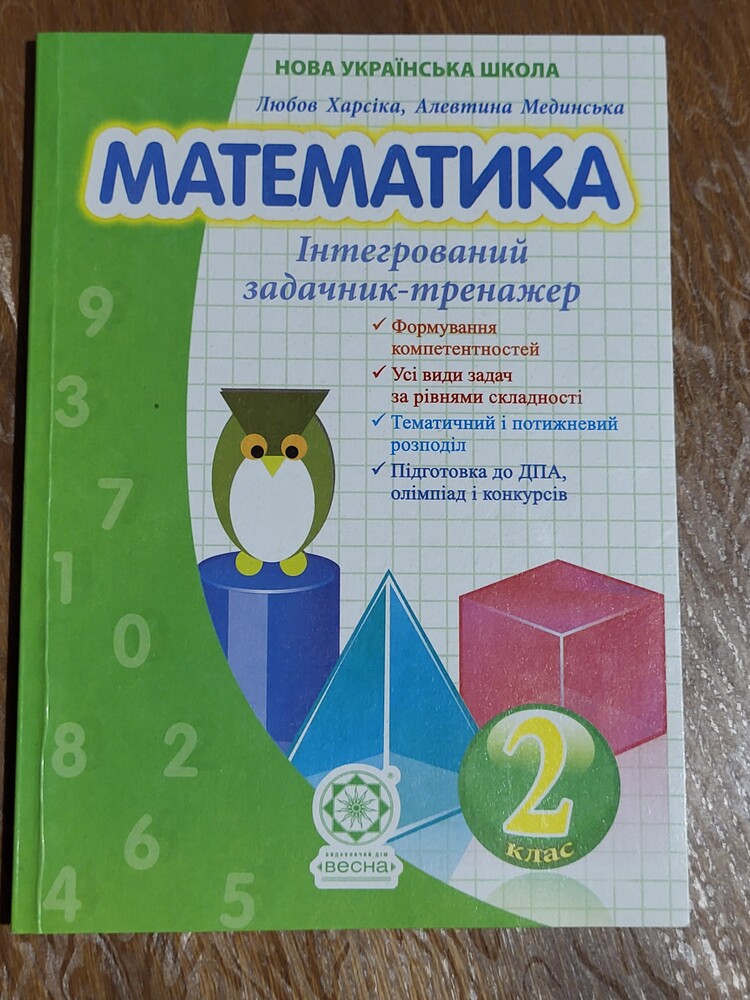 НОВА УКРАЇНСЬКА ШКОЛА
Любов Харсіка, Алевтина Мединська
МАТЕМАТИКА
Інтегрований
задачник-тренажер
✓ Формування
компетентностей
✓ Усі види задач
за рівнями складності
✓ Тематичний і потижневий
розподіл
✓ Підготовка до ДПА,
олімпіад і конкурсів
9
3
7
1
0
8 2
6
4 5
видавничий дім
ВЕСНА
2
клас